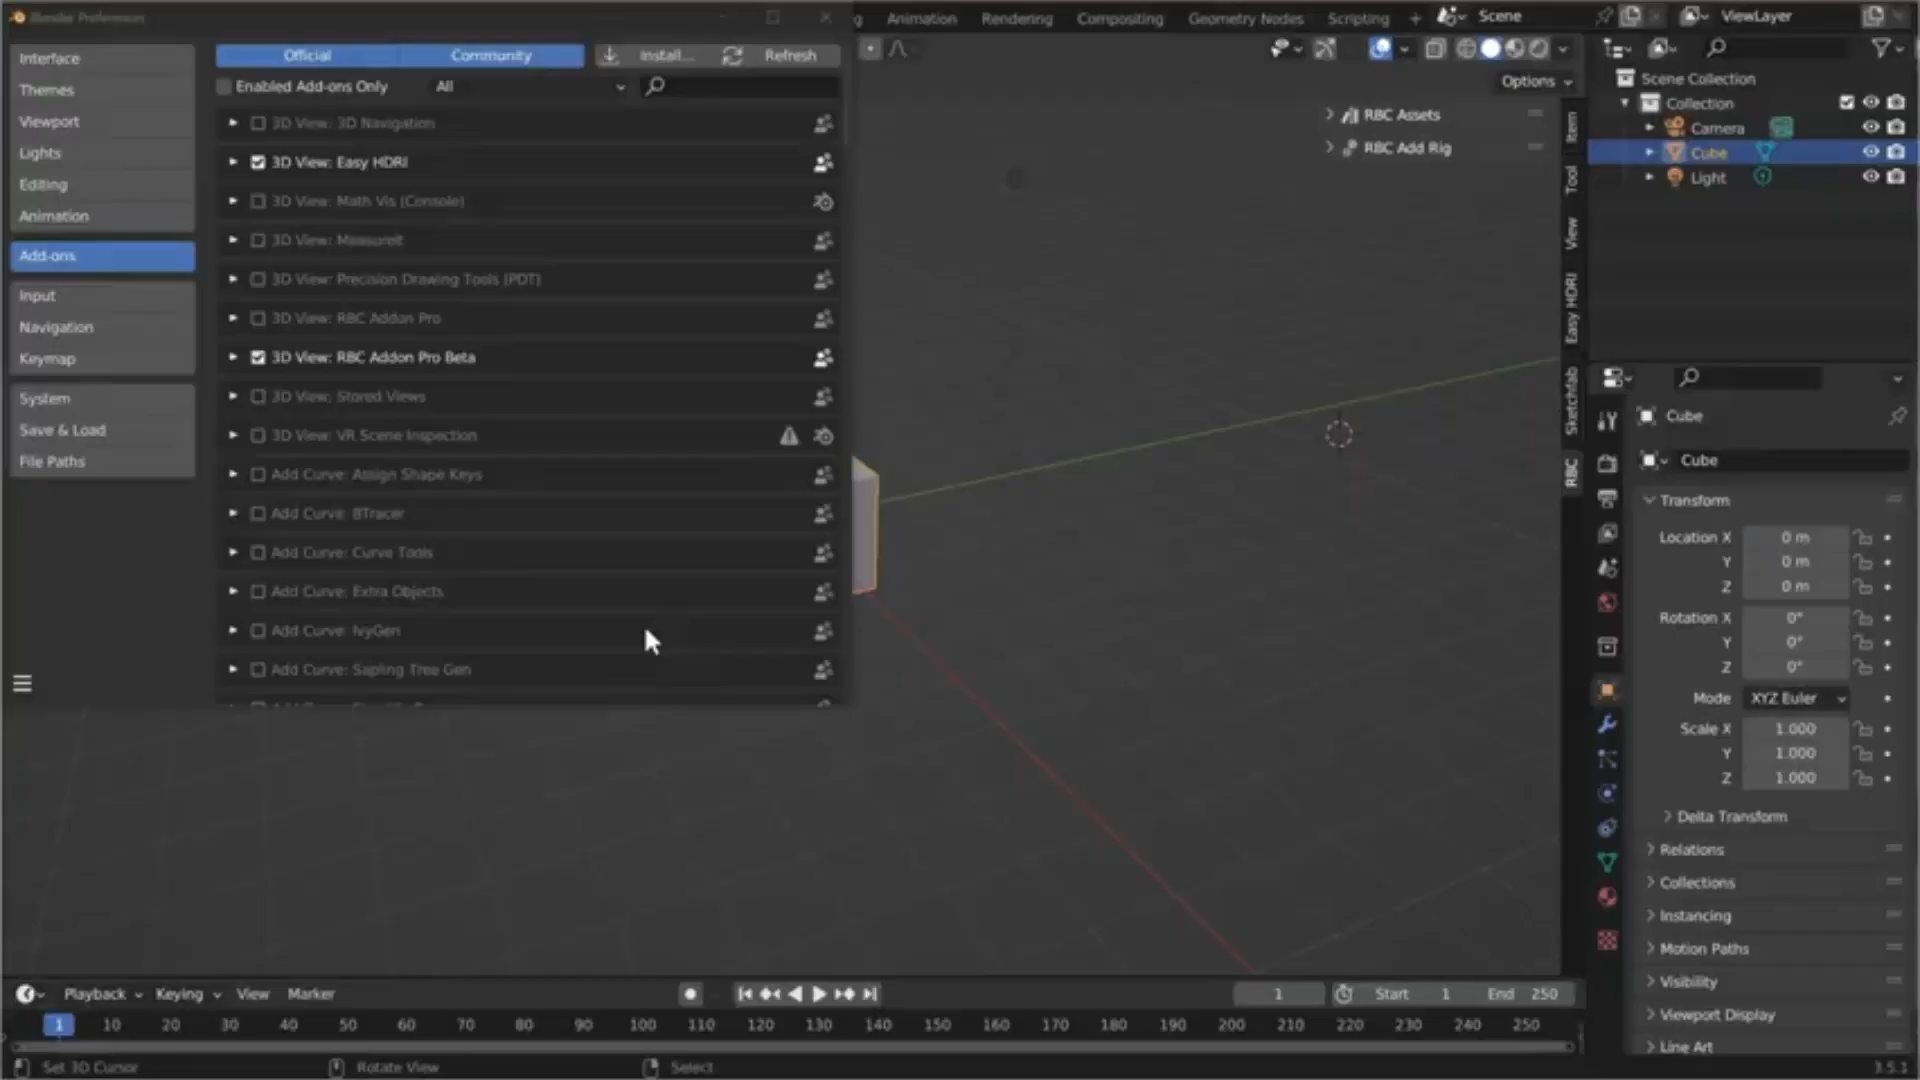 Blender Preferences
Interface
Themes
Viewport
Lights
Editing
Animation
Add-ons
Input
Navigation
Keymap
System
Save & Load
File Paths
Official
Community
Install...
Refresh
Enabled Add-ons Only
All
3D View: 3D Navigation
3D View: Easy HDRI
3D View: Math Vis (Console)
3D View: MeasureIt
3D View: Precision Drawing Tools (PDT)
3D View: RBC Addon Pro
3D View: RBC Addon Pro Beta
3D View: Stored Views
3D View: VR Scene Inspection
Add Curve: Assign Shape Keys
Add Curve: BTracer
Add Curve: Curve Tools
Add Curve: Extra Objects
Add Curve: IvyGen
Add Curve: Sapling Tree Gen
Animation
Rendering
Compositing
Geometry Nodes
Scripting
+
Scene
ViewLayer
Options
RBC Assets
RBC Add Rig
Item
Tool
View
Easy HDRI
Sketchfab
RBC
Scene Collection
Collection
Camera
Cube
Light
Cube
Cube
Transform
Location X 0 m
Y 0 m
Z 0 m
Rotation X 0°
Y 0°
Z 0°
Mode XYZ Euler
Scale X 1.000
Y 1.000
Z 1.000
Delta Transform
Relations
Collections
Instancing
Motion Paths
Visibility
Viewport Display
Line Art
Playback
Keying
View
Marker
1
Start 1
End 250
1 10 20 30 40 50 60 70 80 90 100 110 120 130 140 150 160 170 180 190 200 210 220 230 240 250
Set 3D Cursor
Rotate View
Select
3.5.1